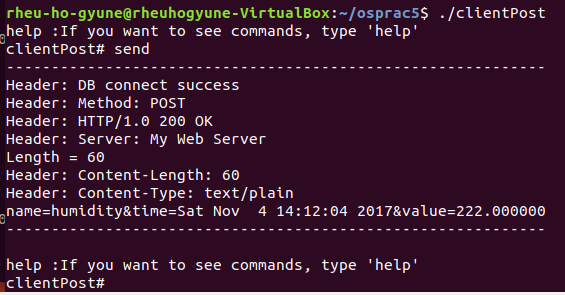 rheu-ho-gyune@rheuhogyune-VirtualBox:~/osprac5$ ./clientPost
help :If you want to see commands, type 'help'
clientPost# send
-------------------------------------------------------------
Header: DB connect success
Header: Method: POST
Header: HTTP/1.0 200 OK
Header: Server: My Web Server
Length = 60
Header: Content-Length: 60
Header: Content-Type: text/plain
name=humidity&time=Sat Nov  4 14:12:04 2017&value=222.000000
-------------------------------------------------------------
help :If you want to see commands, type 'help'
clientPost#